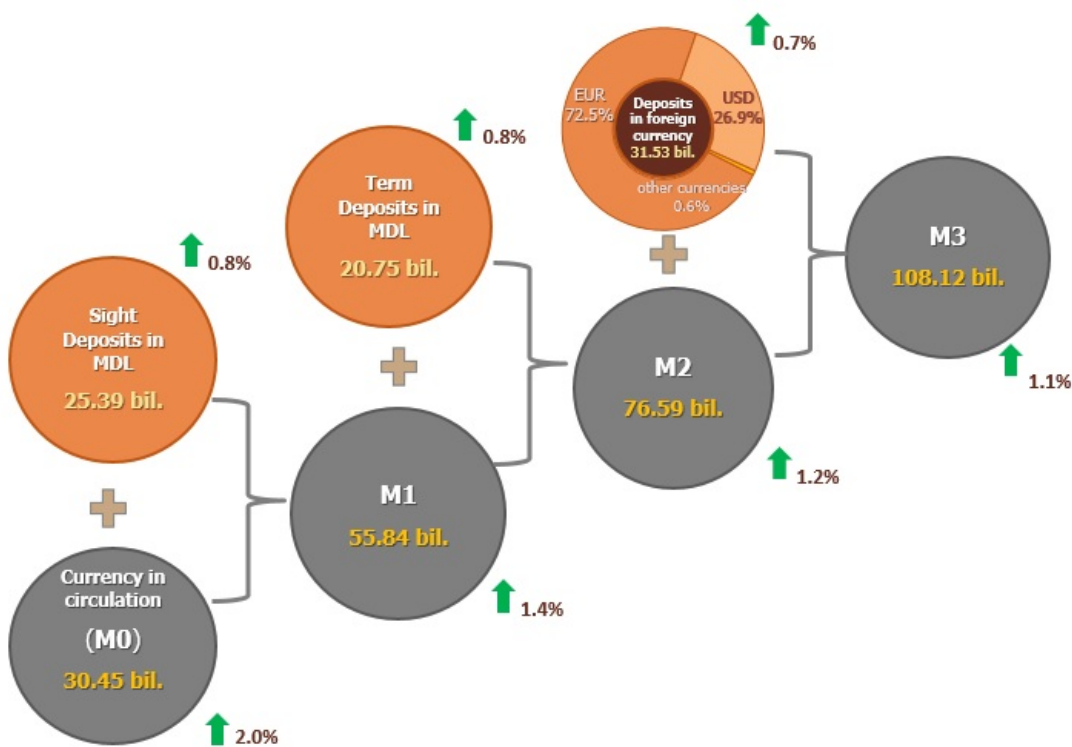 0.7%
EUR
72.5%
USD
26.9%
Deposits
in foreign
currency
31.53 bil.
other currencies
0.6%
0.8%
Term
Deposits in
MDL
20.75 bil.
M3
108.12 bil.
1.1%
0.8%
Sight
Deposits in
MDL
25.39 bil.
M2
76.59 bil.
1.2%
M1
55.84 bil.
1.4%
Currency in
circulation
(M0)
30.45 bil.
2.0%